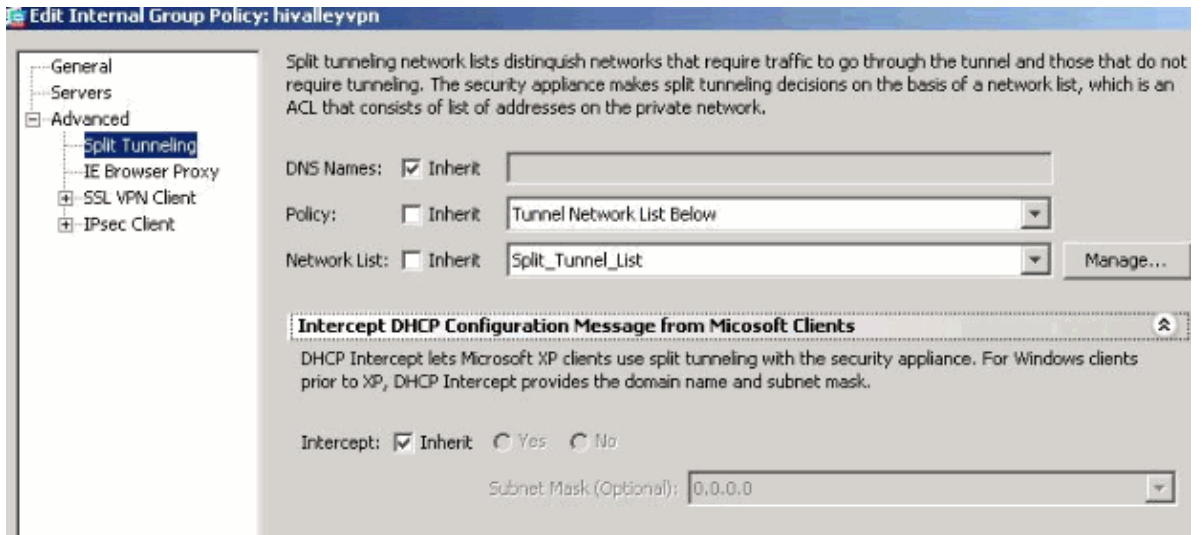 Edit Internal Group Policy: hivalleyvpn
General
Servers
Advanced
Split Tunneling
IE Browser Proxy
SSL VPN Client
IPsec Client
Split tunneling network lists distinguish networks that require traffic to go through the tunnel and those that do not
require tunneling. The security appliance makes split tunneling decisions on the basis of a network list, which is an
ACL that consists of list of addresses on the private network.
DNS Names: Inherit
Policy: Inherit Tunnel Network List Below
Network List: Inherit Split_Tunnel_List Manage...
Intercept DHCP Configuration Message from Micosoft Clients
DHCP Intercept lets Microsoft XP clients use split tunneling with the security appliance. For Windows clients
prior to XP, DHCP Intercept provides the domain name and subnet mask.
Intercept: Inherit Yes No
Subnet Mask (Optional): 0.0.0.0